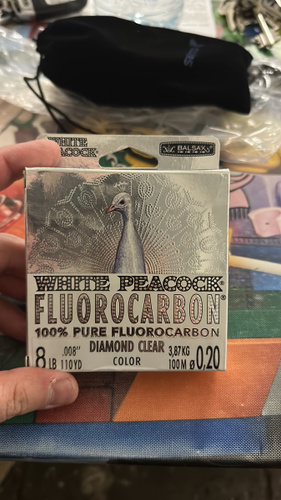 WHITE
PEACOCK
BALSAX
WHITE PEACOCK
FLUOROCARBON®
100% PURE FLUOROCARBON
DIAMOND CLEAR
COLOR
8 LB .008" 110YD
3,87KG 100M ø 0,20